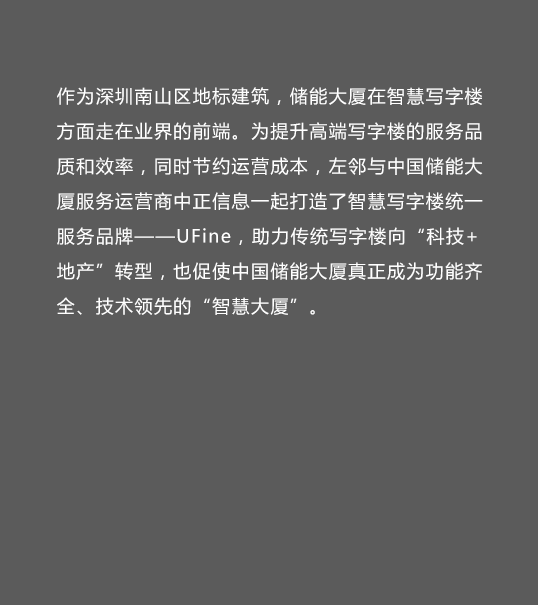 作为深圳南山区地标建筑，储能大厦在智慧写字楼
方面走在业界的前端。为提升高端写字楼的服务品
质和效率，同时节约运营成本，左邻与中国储能大
厦服务运营商中正信息一起打造了智慧写字楼统一
服务品牌——UFine，助力传统写字楼向“科技+
地产”转型，也促使中国储能大厦真正成为功能齐
全、技术领先的“智慧大厦”。